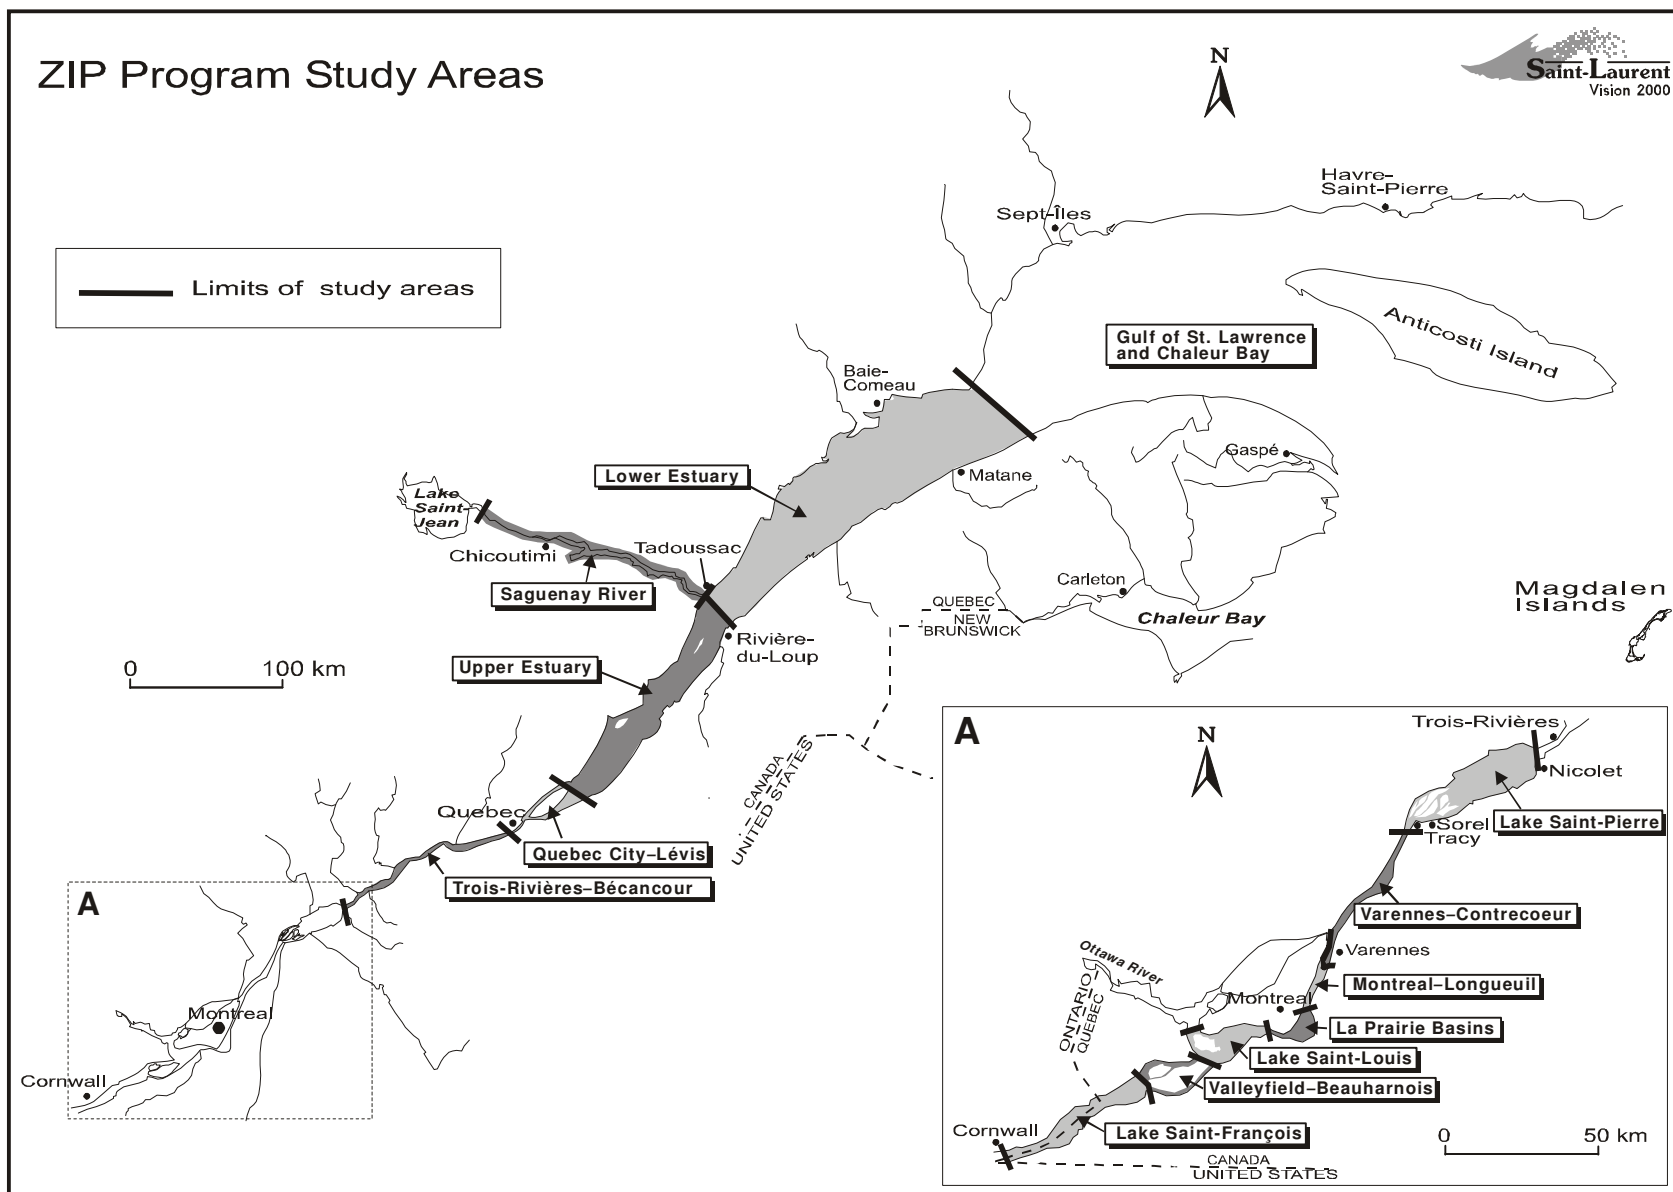 ZIP Program Study Areas
N
Saint-Laurent
Vision 2000
Limits of study areas
Havre-
Saint-Pierre
Sept-Îles
Anticosti Island
Gulf of St. Lawrence
and Chaleur Bay
Baie-
Comeau
Gaspé
Matane
Lower Estuary
Lake
Saint-
Jean
Chicoutimi
Tadoussac
Saguenay River
Carleton
QUEBEC
NEW
BRUNSWICK
Chaleur Bay
Magdalen
Islands
Rivière-
du-Loup
Upper Estuary
0 100 km
CANADA
UNITED STATES
Quebec
Quebec City–Lévis
Trois-Rivières–Bécancour
A
Montreal
Cornwall
A
N
Trois-Rivières
Nicolet
Lake Saint-Pierre
Sorel
Tracy
Varennes–Contrecoeur
Varennes
Ottawa River
ONTARIO
QUEBEC
Montreal
Montreal–Longueuil
La Prairie Basins
Lake Saint-Louis
Valleyfield–Beauharnois
Cornwall
Lake Saint-François
0 50 km
CANADA
UNITED STATES